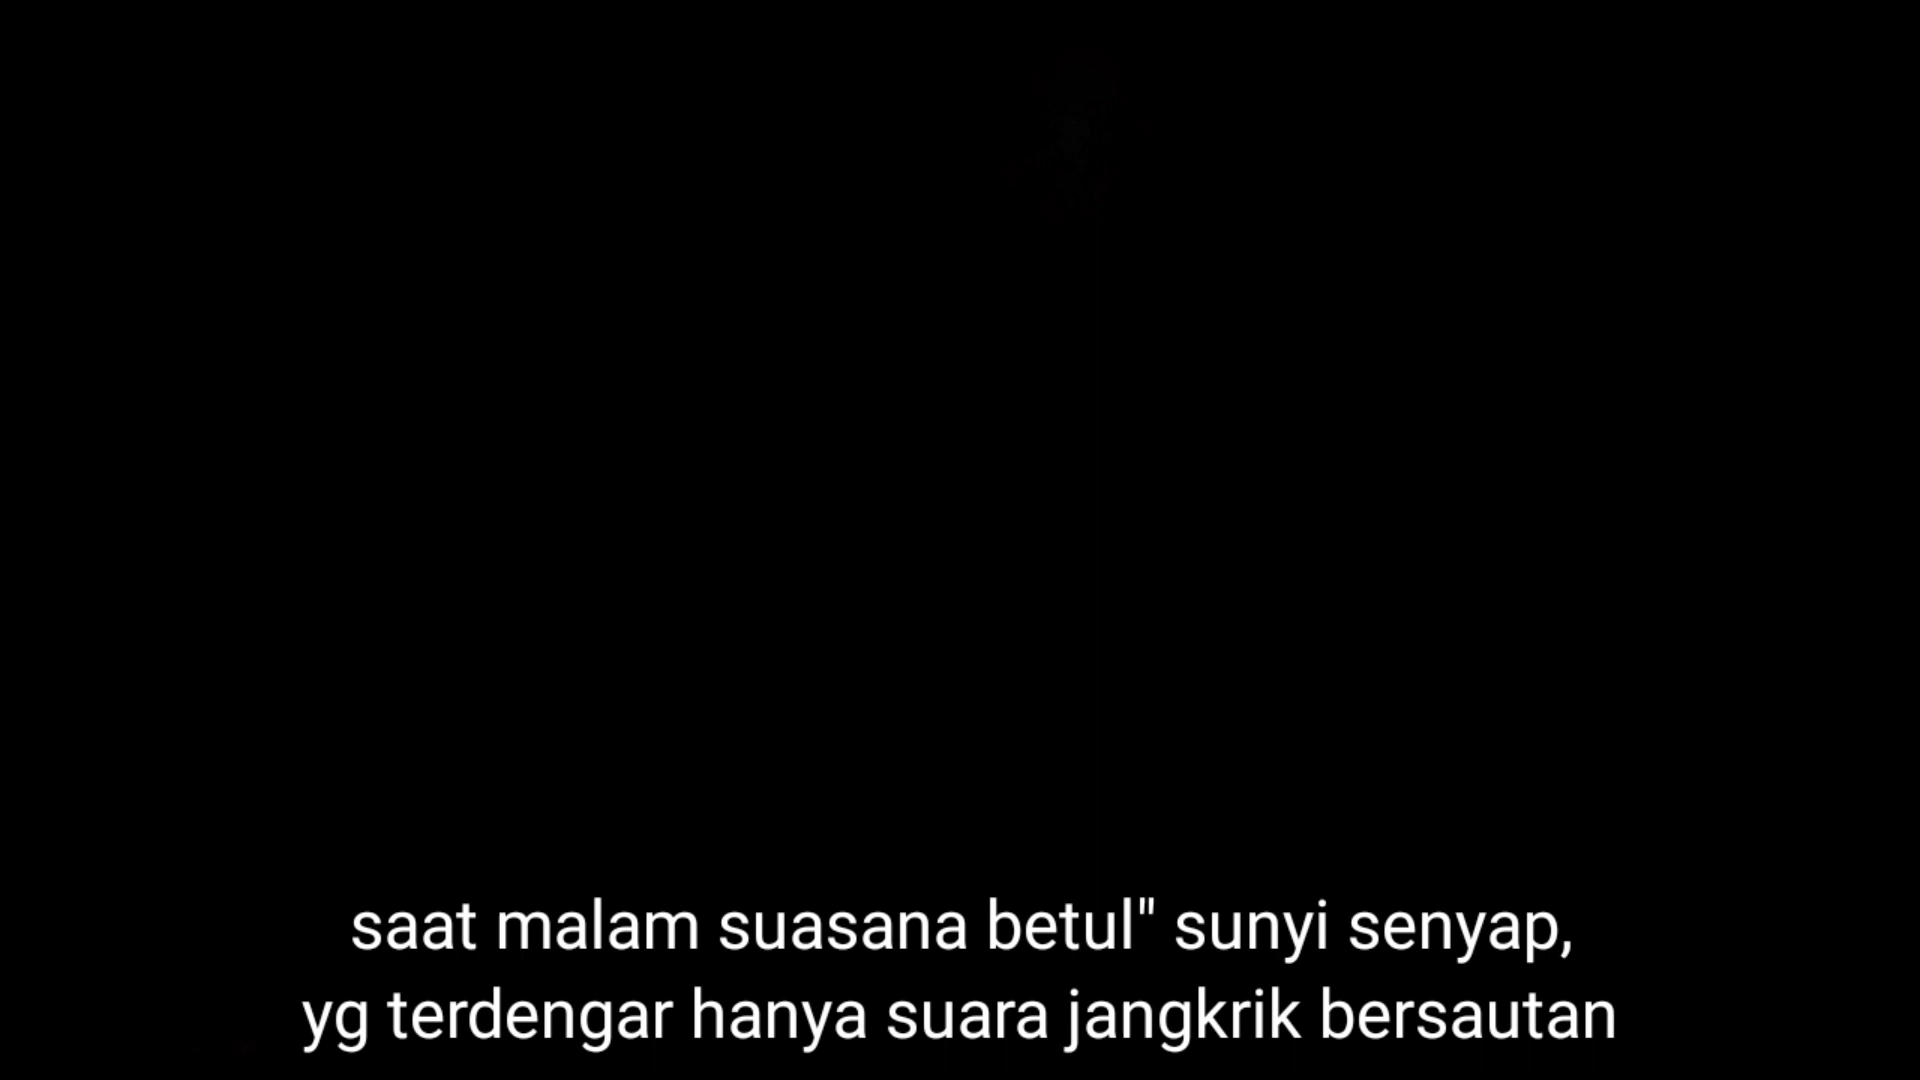 saat malam suasana betul" sunyi senyap,
yg terdengar hanya suara jangkrik bersautan